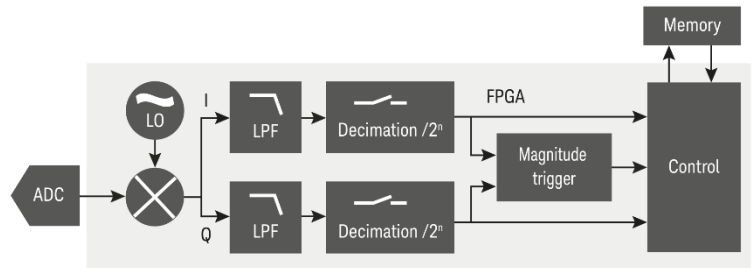 Memory
LO
I
LPF
Decimation /2ⁿ
FPGA
ADC
Magnitude
trigger
Control
Q
LPF
Decimation /2ⁿ